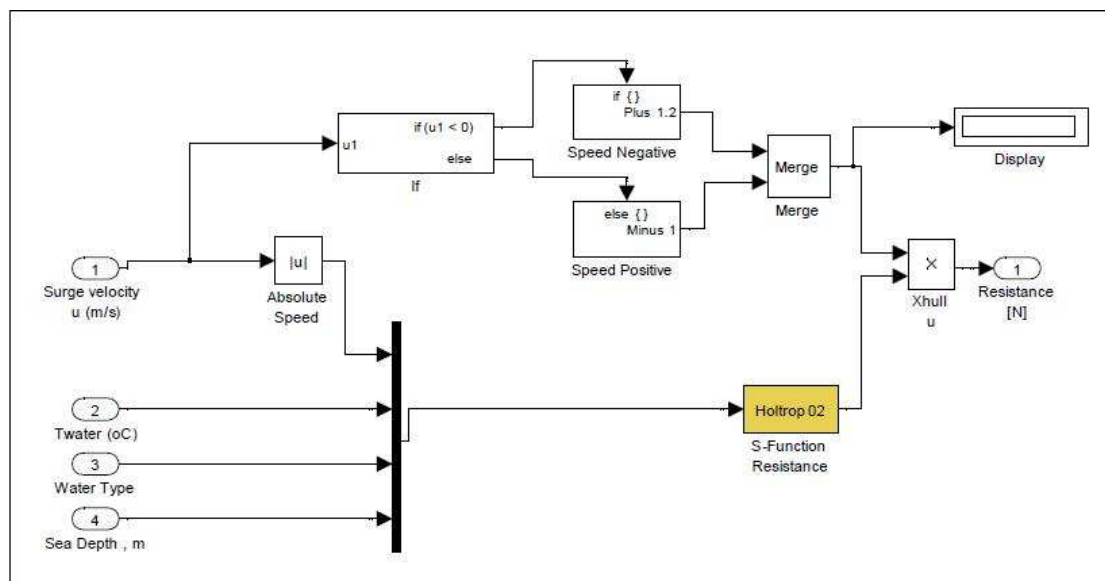 if { }
Plus 1.2
Speed Negative
if(u1 < 0)
u1
else
If
else { }
Minus 1
Speed Positive
Merge
Merge
Display
1
Surge velocity
u (m/s)
|u|
Absolute
Speed
×
Xhull
u
1
Resistance
[N]
2
Twater (oC)
3
Water Type
4
Sea Depth , m
Holtrop 02
S-Function
Resistance